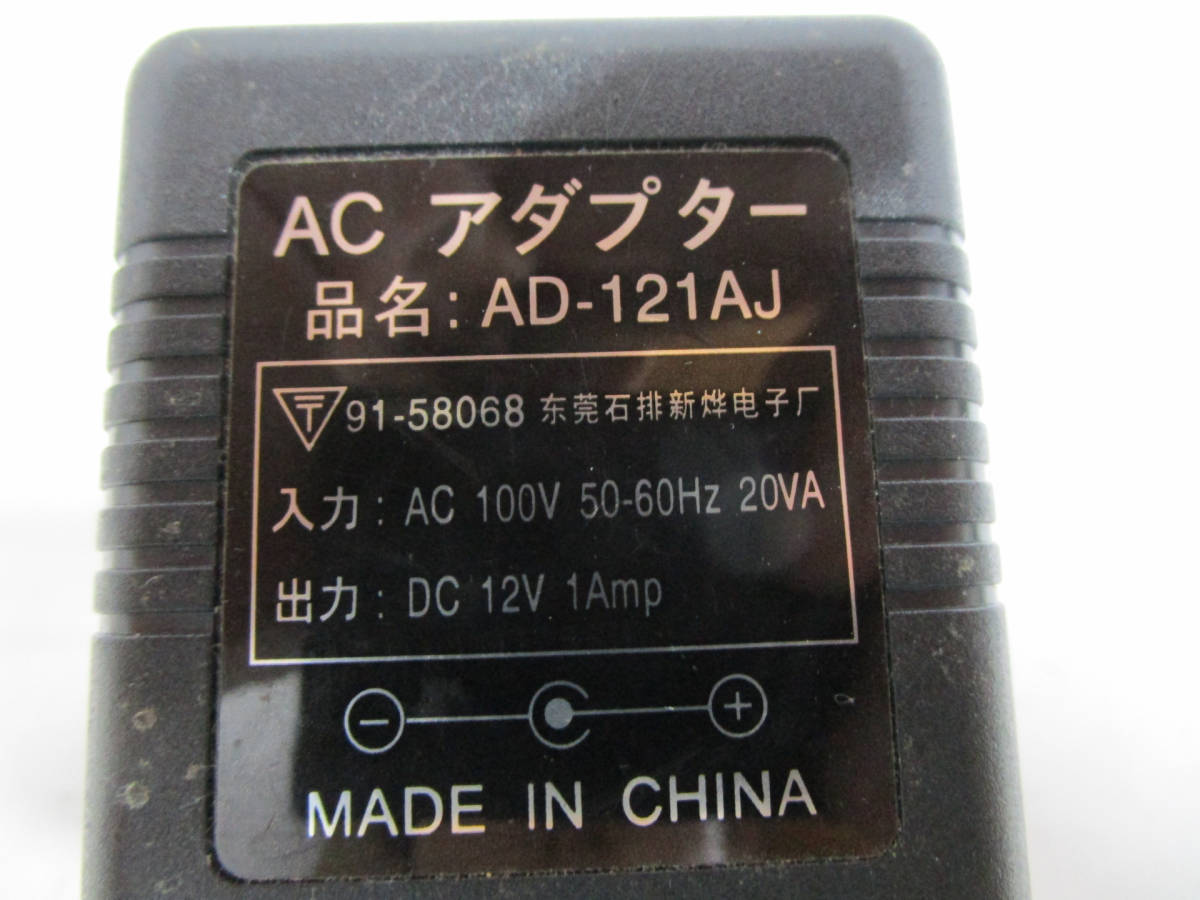 AC アダプター
品名: AD-121AJ
〒 91-58068 东莞石排新烨电子厂
入力: AC 100V 50-60Hz 20VA
出力: DC 12V 1Amp
− +
MADE IN CHINA